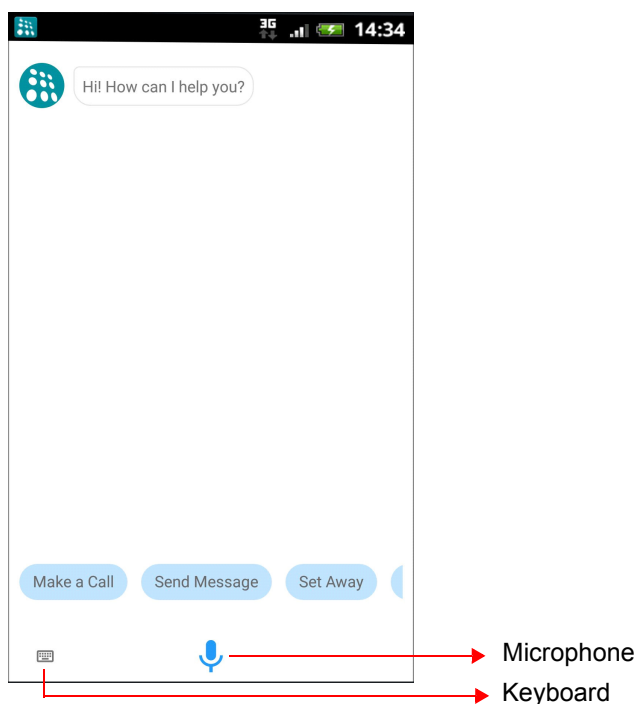 3G 14:34
Hi! How can I help you?
Make a Call Send Message Set Away
Microphone
Keyboard